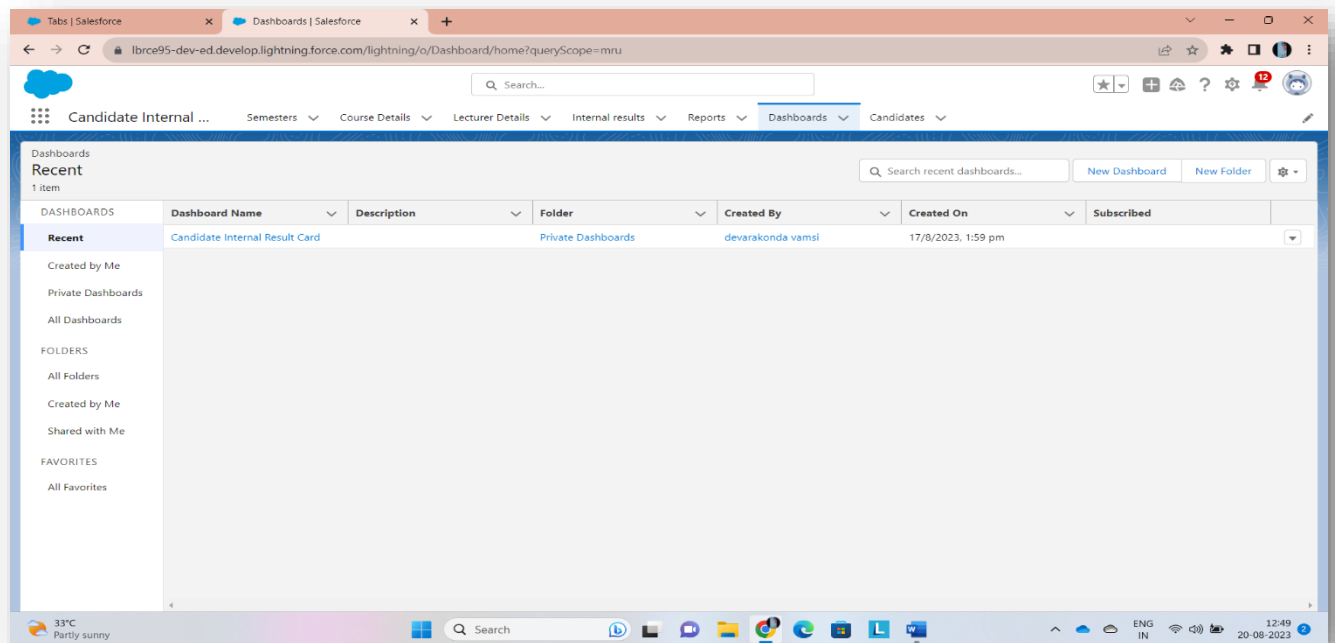 Tabs | Salesforce
Dashboards | Salesforce
lbrce95-dev-ed.develop.lightning.force.com/lightning/o/Dashboard/home?queryScope=mru
Search...
12
Candidate Internal ...
Semesters
Course Details
Lecturer Details
Internal results
Reports
Dashboards
Candidates
Dashboards
Recent
1 item
Search recent dashboards...
New Dashboard
New Folder
DASHBOARDS
Recent
Created by Me
Private Dashboards
All Dashboards
FOLDERS
All Folders
Created by Me
Shared with Me
FAVORITES
All Favorites
Dashboard Name Description Folder Created By Created On Subscribed
Candidate Internal Result Card Private Dashboards devarakonda vamsi 17/8/2023, 1:59 pm
33°C
Partly sunny
Search
L
W
ENG
IN
12:49
20-08-2023
2